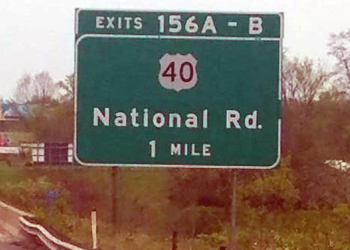 EXITS 156A - B
40
National Rd.
1 MILE